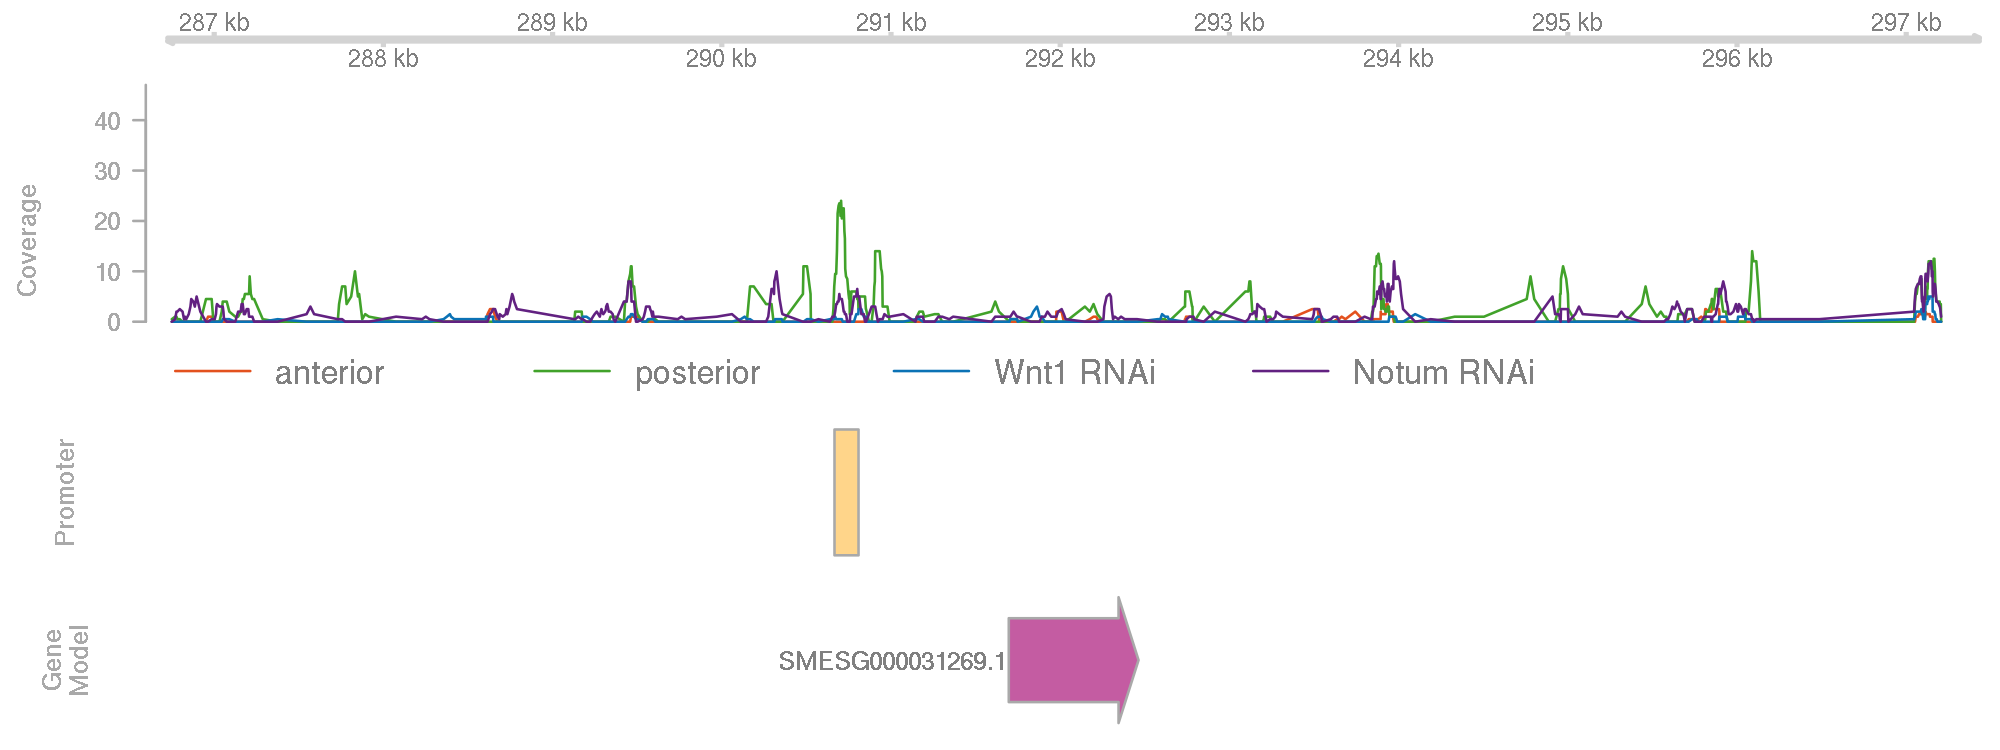 287 kb 289 kb 291 kb 293 kb 295 kb 297 kb
288 kb 290 kb 292 kb 294 kb 296 kb
Coverage
40
30
20
10
0
anterior posterior Wnt1 RNAi Notum RNAi
Promoter
Gene
Model
SMESG000031269.1